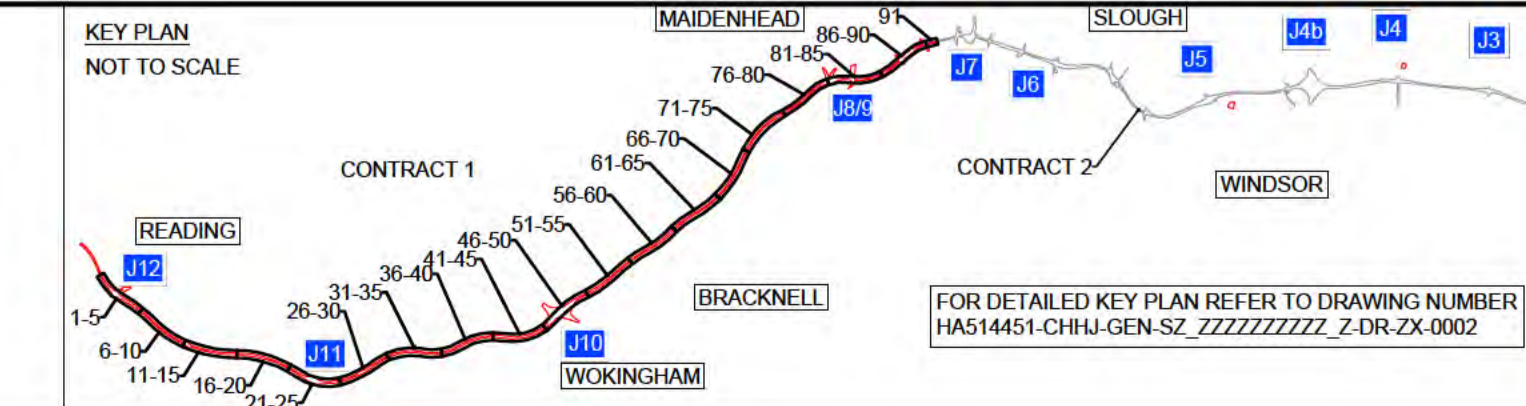 KEY PLAN
NOT TO SCALE
MAIDENHEAD
91
SLOUGH
86-90
81-85
76-80
J8/9
J7
J6
J5
J4b
J4
J3
71-75
66-70
61-65
56-60
51-55
46-50
41-45
36-40
31-35
26-30
CONTRACT 1
CONTRACT 2
WINDSOR
READING
J12
1-5
6-10
11-15
16-20
21-25
J11
J10
WOKINGHAM
BRACKNELL
FOR DETAILED KEY PLAN REFER TO DRAWING NUMBER
HA514451-CHHJ-GEN-SZ_ZZZZZZZZZZ_Z-DR-ZX-0002